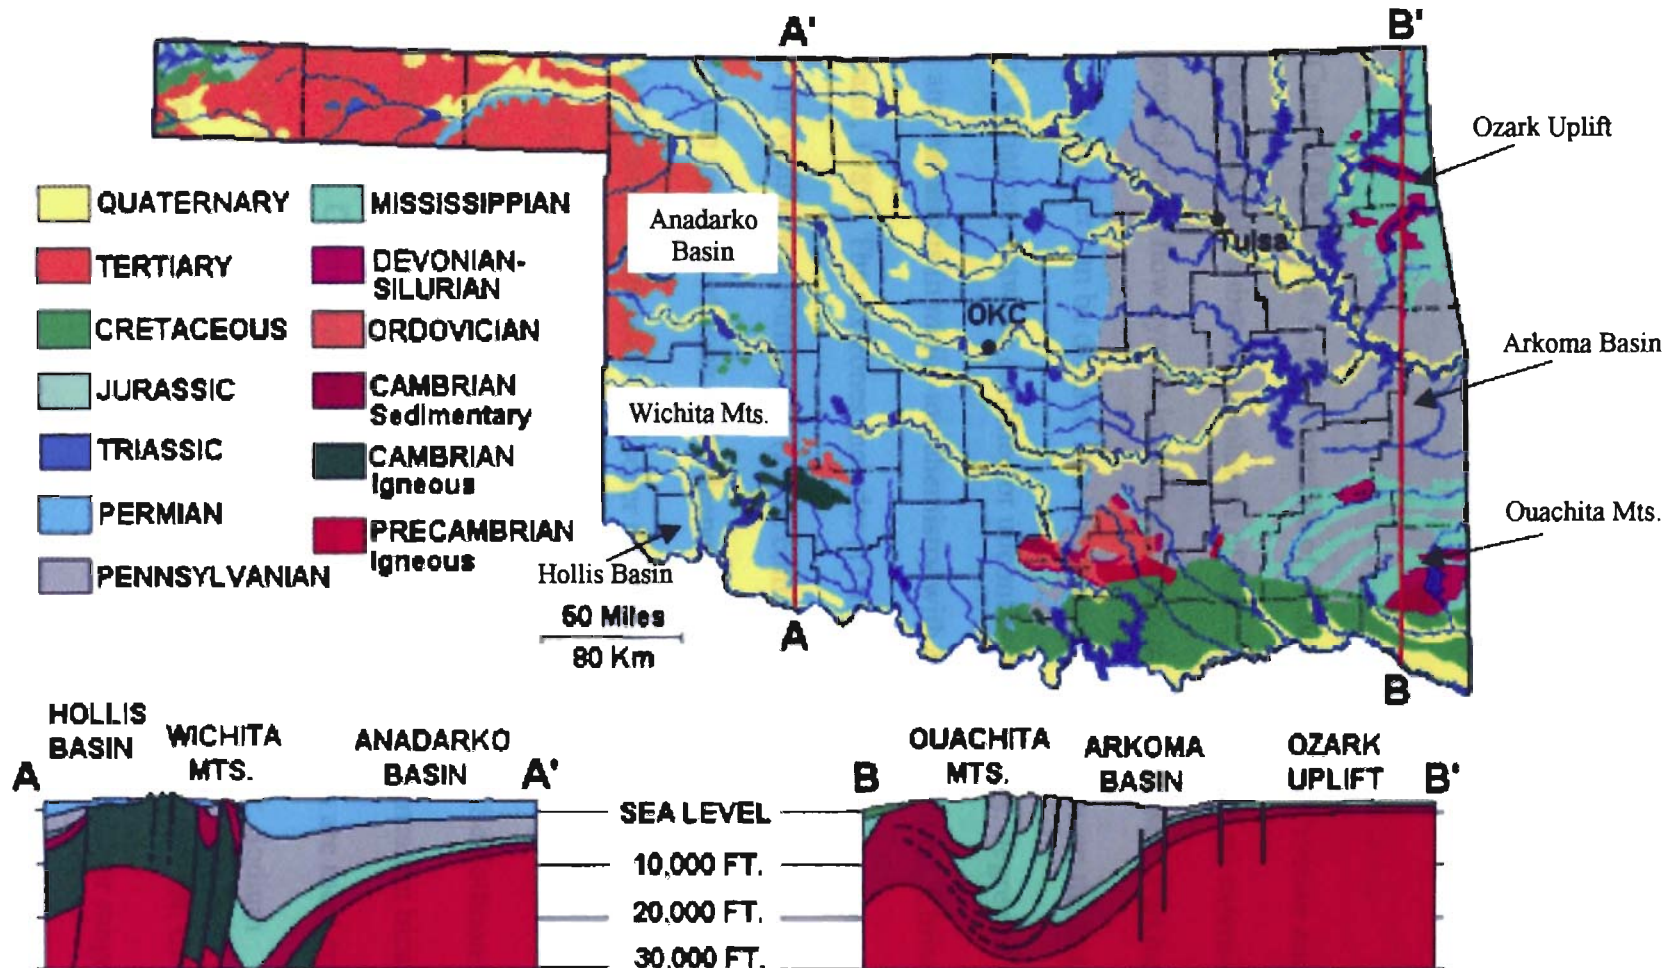 A'
B'
Ozark Uplift
QUATERNARY
MISSISSIPPIAN
Anadarko
Basin
Tulsa
TERTIARY
DEVONIAN-
SILURIAN
CRETACEOUS
ORDOVICIAN
OKC
Arkoma Basin
JURASSIC
CAMBRIAN
Sedimentary
Wichita Mts.
TRIASSIC
CAMBRIAN
Igneous
PERMIAN
PRECAMBRIAN
Igneous
Ouachita Mts.
PENNSYLVANIAN
Hollis Basin
50 Miles
80 Km
A
B
HOLLIS
BASIN
WICHITA
MTS.
ANADARKO
BASIN
A
A'
OUACHITA
MTS.
ARKOMA
BASIN
OZARK
UPLIFT
B
B'
SEA LEVEL
10,000 FT.
20,000 FT.
30,000 FT.